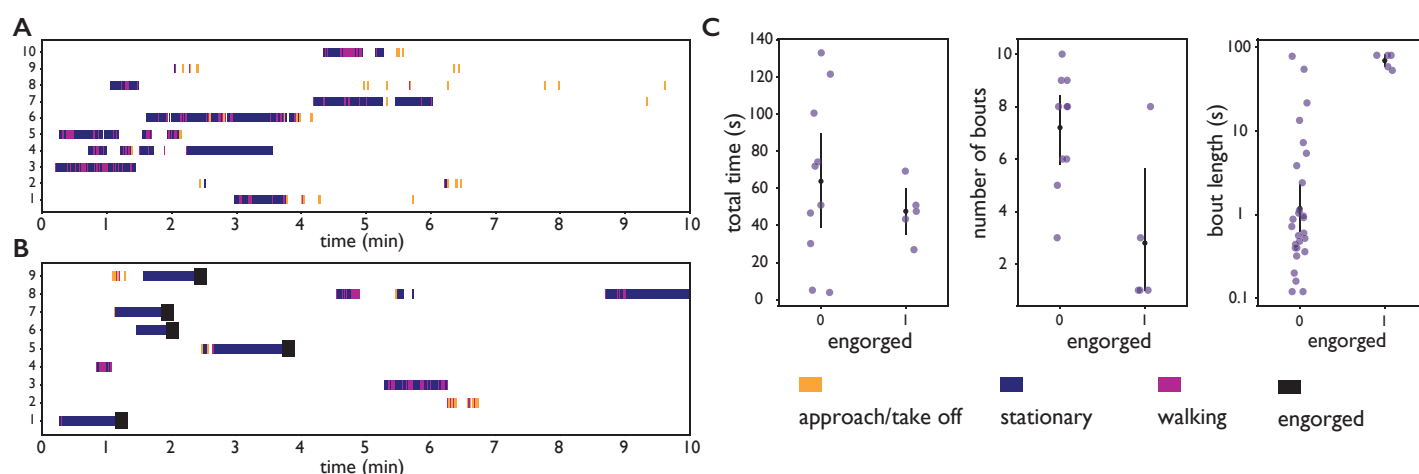 A
10
9
8
7
6
5
4
3
2
1
0 1 2 3 4 5 6 7 8 9 10
time (min)
B
9
8
7
6
5
4
3
2
1
0 1 2 3 4 5 6 7 8 9 10
time (min)
C
total time (s)
140
120
100
80
60
40
20
0
0 1
engorged
number of bouts
10
8
6
4
2
0 1
engorged
bout length (s)
100
10
1
0.1
0 1
engorged
approach/take off
stationary
walking
engorged